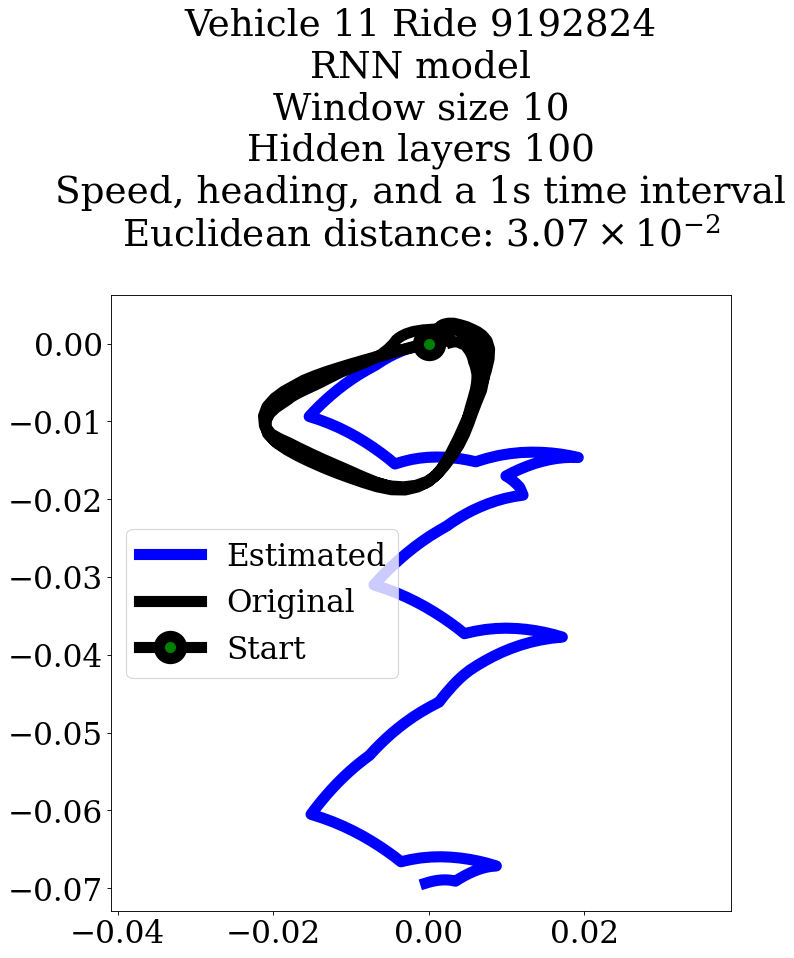 Vehicle 11 Ride 9192824
RNN model
Window size 10
Hidden layers 100
Speed, heading, and a 1s time interval
Euclidean distance: 3.07 × 10⁻²
0.00
−0.01
−0.02
−0.03
−0.04
−0.05
−0.06
−0.07
Estimated
Original
Start
−0.04 −0.02 0.00 0.02